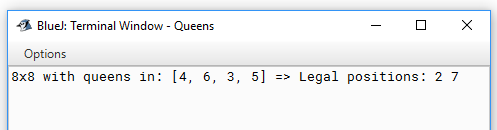 BlueJ: Terminal Window - Queens
Options
8x8 with queens in: [4, 6, 3, 5] => Legal positions: 2 7